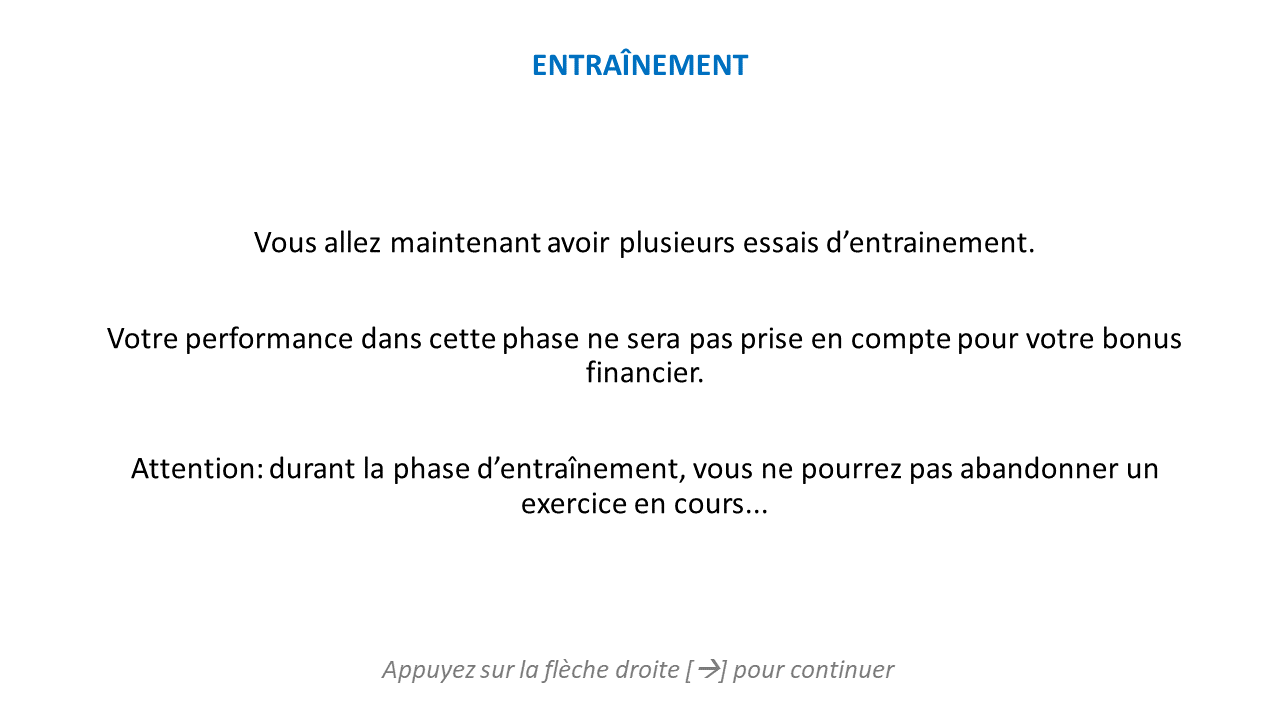 ENTRAÎNEMENT
Vous allez maintenant avoir plusieurs essais d’entrainement.
Votre performance dans cette phase ne sera pas prise en compte pour votre bonus
financier.
Attention: durant la phase d’entraînement, vous ne pourrez pas abandonner un
exercice en cours...
Appuyez sur la flèche droite [→] pour continuer